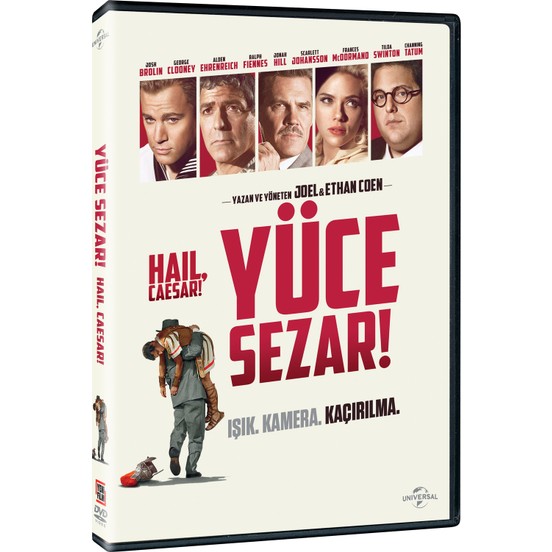 JOSH BROLIN
GEORGE CLOONEY
ALDEN EHRENREICH
RALPH FIENNES
JONAH HILL
SCARLETT JOHANSSON
FRANCES McDORMAND
TILDA SWINTON
CHANNING TATUM
— YAZAN VE YÖNETEN JOEL & ETHAN COEN —
HAIL,
CAESAR!
YÜCE
SEZAR!
IŞIK. KAMERA. KAÇIRILMA.
UNIVERSAL
UNIVERSAL
YÜCE SEZAR!
HAIL, CAESAR!
DVD